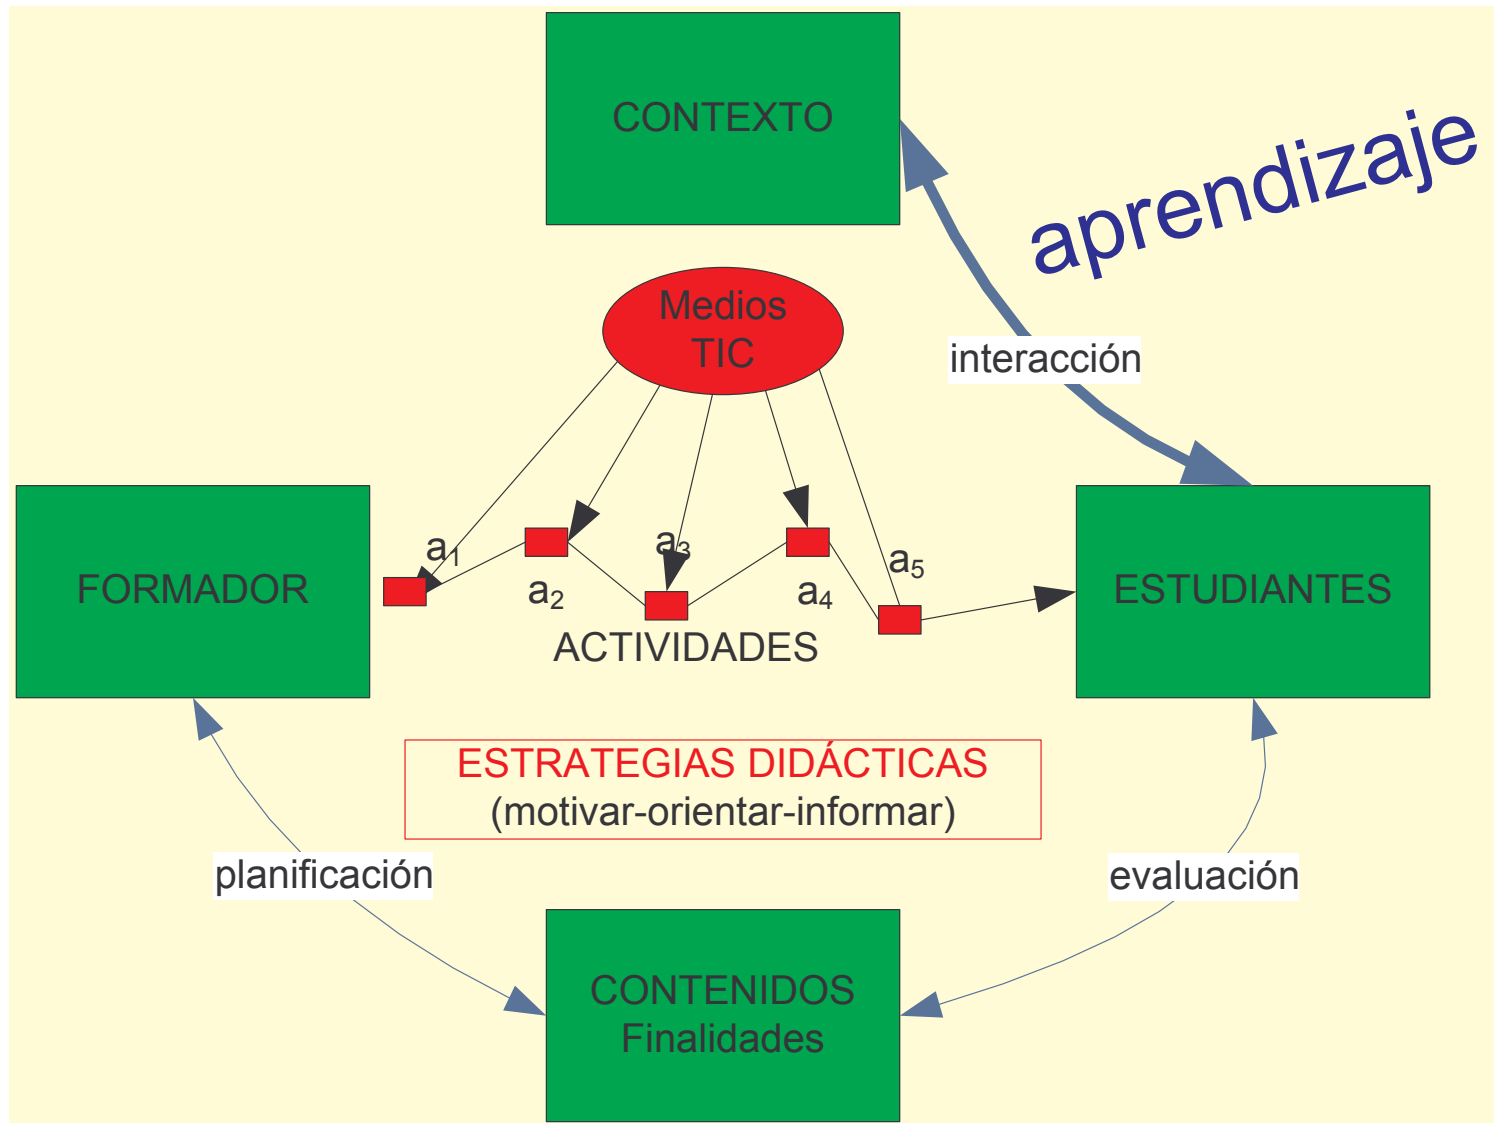 CONTEXTO
aprendizaje
Medios
TIC
interacción
a1
a2
a3
a4
a5
FORMADOR
ESTUDIANTES
ACTIVIDADES
ESTRATEGIAS DIDÁCTICAS
(motivar-orientar-informar)
planificación
evaluación
CONTENIDOS
Finalidades